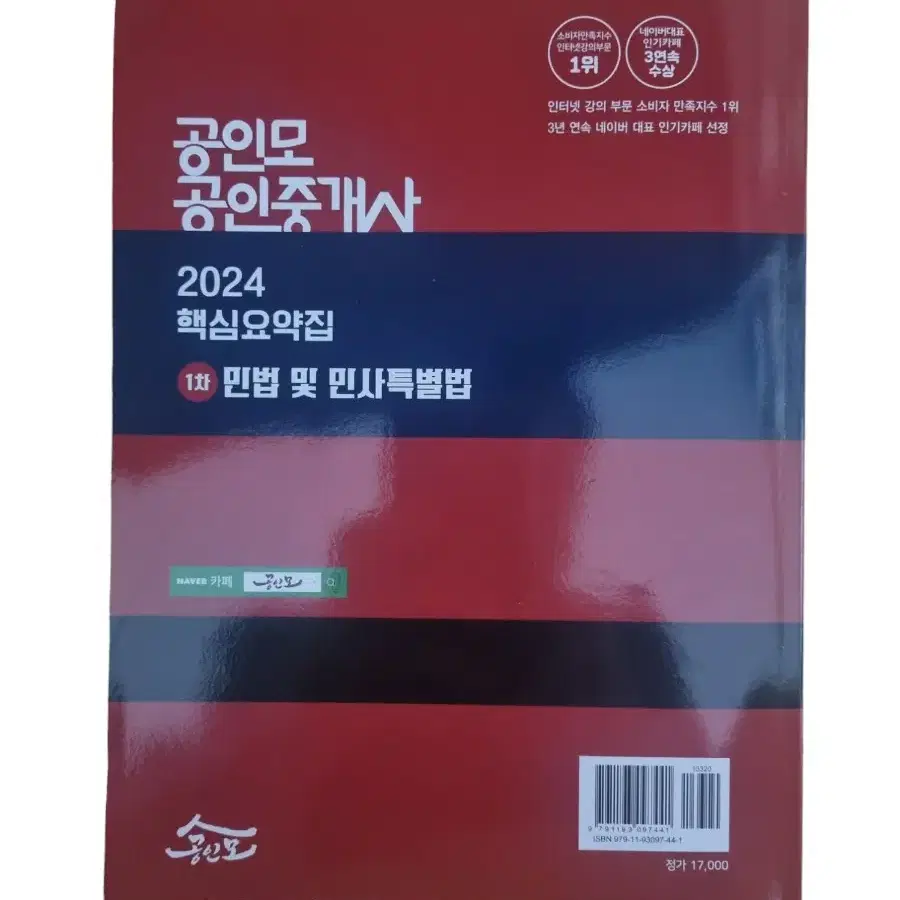 소비자만족지수
인터넷강의부문
1위
네이버대표
인기카페
3연속
수상
인터넷 강의 부문 소비자 만족지수 1위
3년 연속 네이버 대표 인기카페 선정
공인모
공인중개사
2024
핵심요약집
1차 민법 및 민사특별법
NAVER 카페 공인모
13320
9 791193 097441
ISBN 979-11-93097-44-1
정가 17,000
공인모